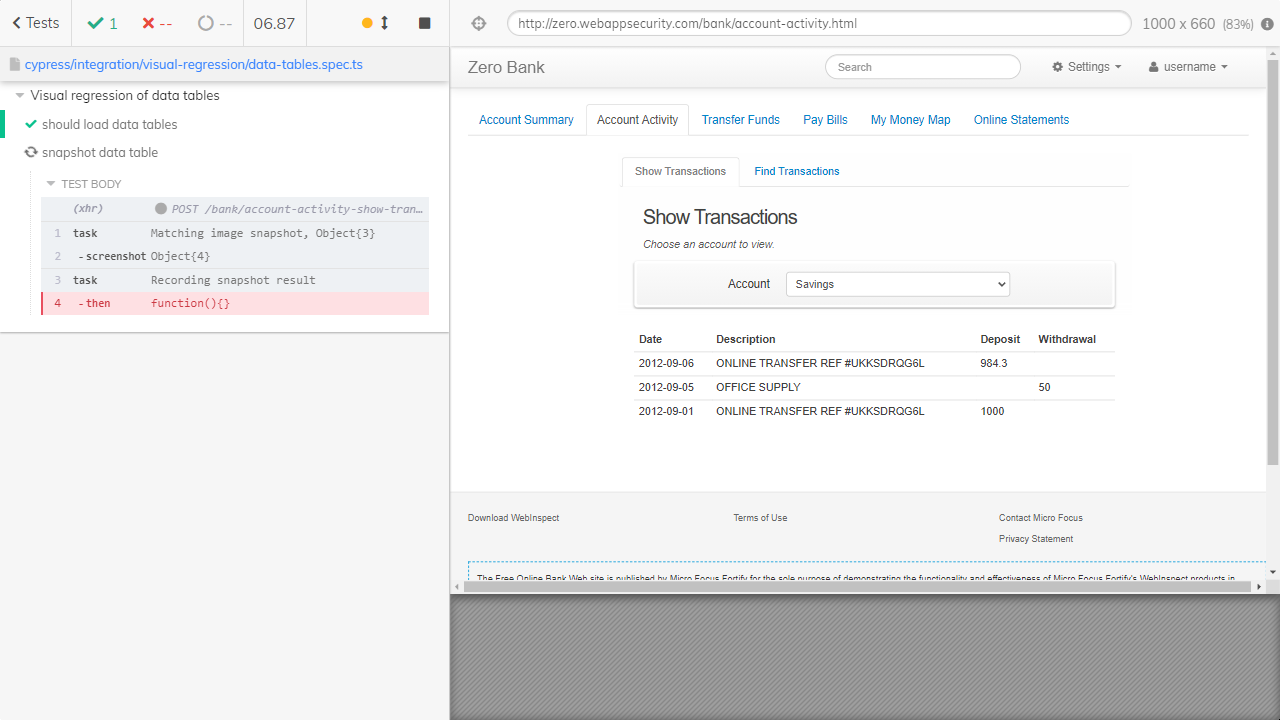 Tests 1 -- -- 06.87
http://zero.webappsecurity.com/bank/account-activity.html 1000 x 660 (83%)
cypress/integration/visual-regression/data-tables.spec.ts
Visual regression of data tables
should load data tables
snapshot data table
TEST BODY
(xhr) POST /bank/account-activity-show-tran…
1 task Matching image snapshot, Object{3}
2 -screenshot Object{4}
3 task Recording snapshot result
4 -then function(){}
Zero Bank Search Settings username
Account Summary Account Activity Transfer Funds Pay Bills My Money Map Online Statements
Show Transactions Find Transactions
Show Transactions
Choose an account to view.
Account Savings
Date Description Deposit Withdrawal
2012-09-06 ONLINE TRANSFER REF #UKKSDRQG6L 984.3
2012-09-05 OFFICE SUPPLY 50
2012-09-01 ONLINE TRANSFER REF #UKKSDRQG6L 1000
Download WebInspect Terms of Use Contact Micro Focus
Privacy Statement
The Free Online Bank Web site is published by Micro Focus Fortify for the sole purpose of demonstrating the functionality and effectiveness of Micro Focus Fortify's WebInspect products in